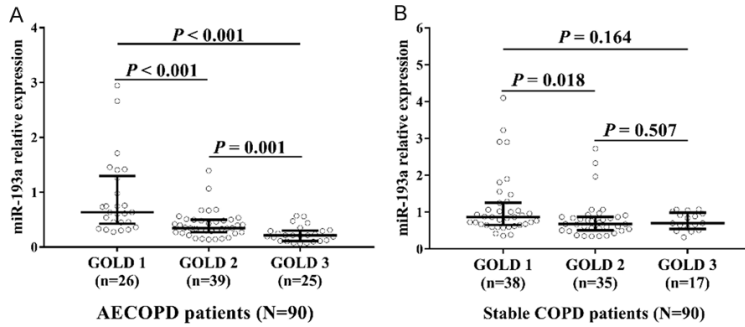 A
miR-193a relative expression
4
3
2
1
0
P < 0.001
P < 0.001
P = 0.001
GOLD 1
(n=26)
GOLD 2
(n=39)
GOLD 3
(n=25)
AECOPD patients (N=90)
B
miR-193a relative expression
6
5
4
3
2
1
0
P = 0.164
P = 0.018
P = 0.507
GOLD 1
(n=38)
GOLD 2
(n=35)
GOLD 3
(n=17)
Stable COPD patients (N=90)